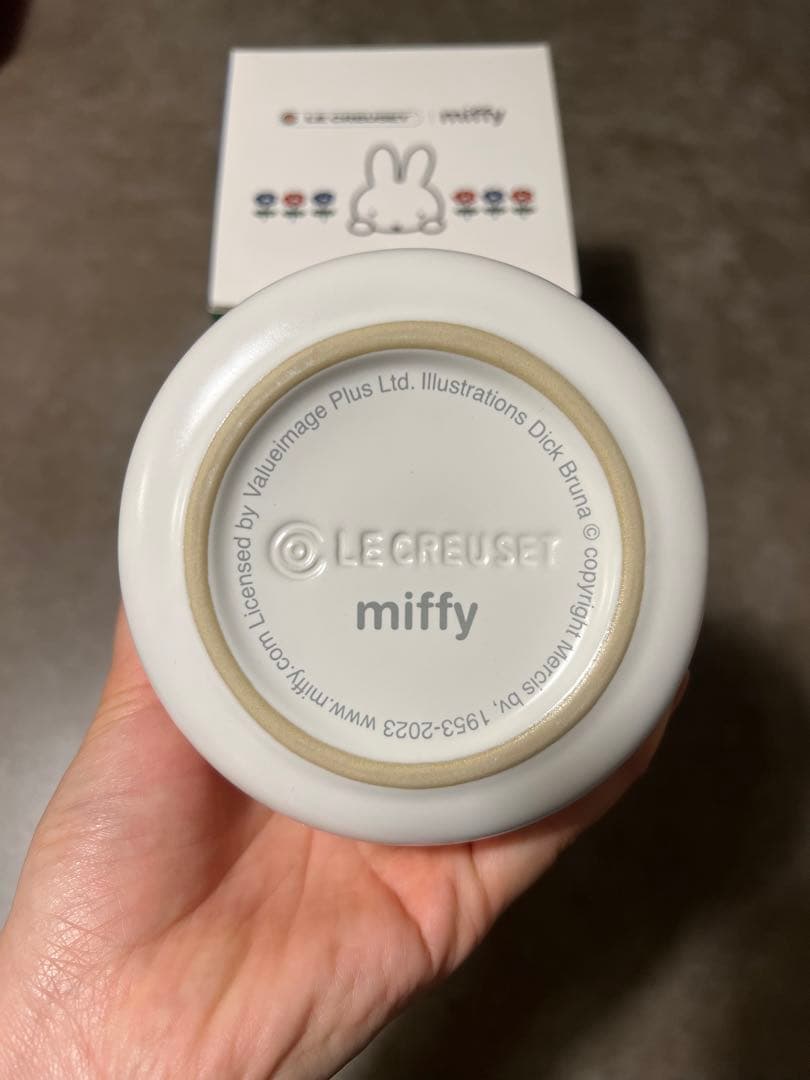 LE CREUSET miffy
Licensed by Valueimage Plus Ltd. Illustrations Dick Bruna © copyright Mercis bv, 1953-2023 www.miffy.com
LE CREUSET
miffy